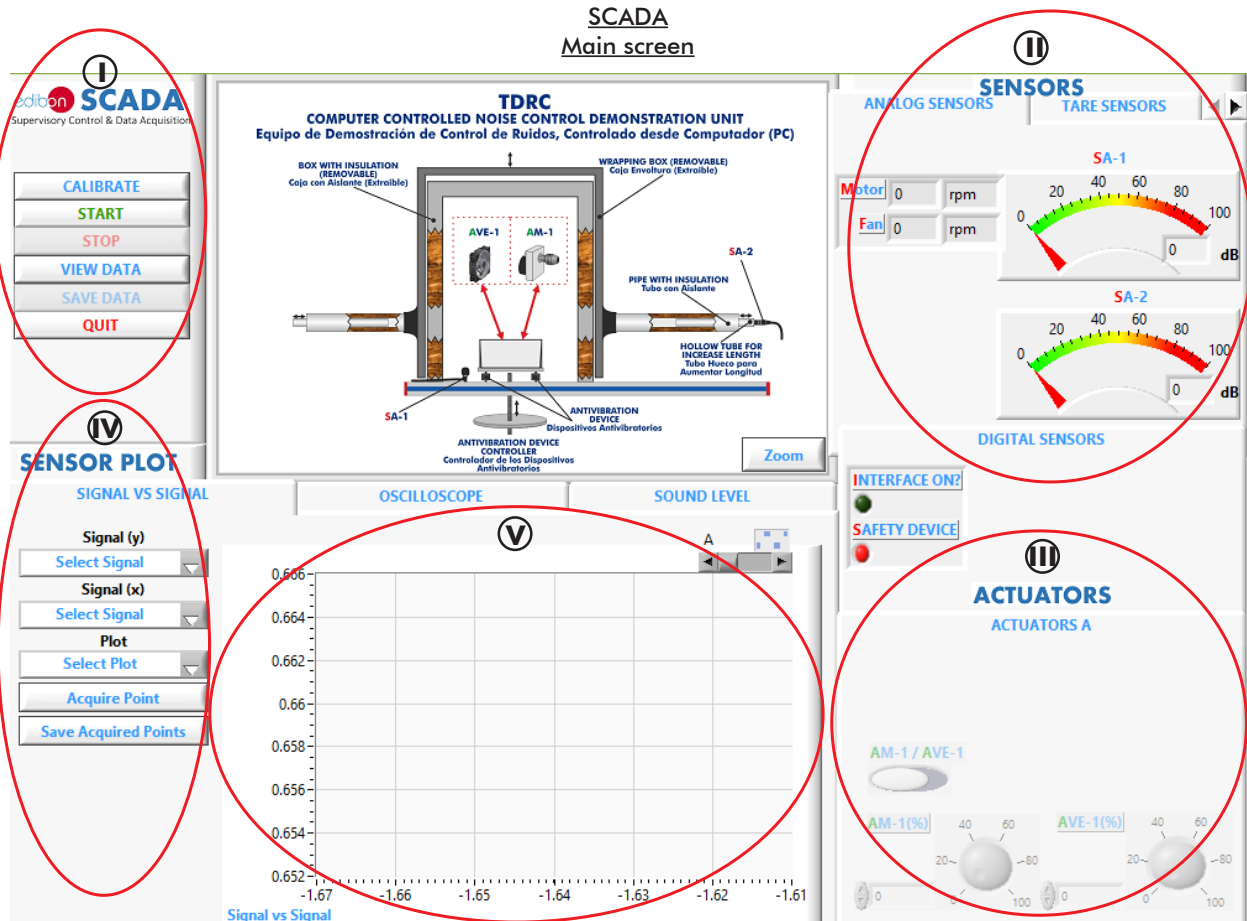 SCADA
Main screen
I
II
edibon SCADA
Supervisory Control & Data Acquisition
CALIBRATE
START
STOP
VIEW DATA
SAVE DATA
QUIT
TDRC
COMPUTER CONTROLLED NOISE CONTROL DEMONSTRATION UNIT
Equipo de Demostración de Control de Ruidos, Controlado desde Computador (PC)
BOX WITH INSULATION
(REMOVABLE)
Caja con Aislante (Extraible)
WRAPPING BOX (REMOVABLE)
Caja Envoltura (Extraible)
AVE-1
AM-1
SA-2
PIPE WITH INSULATION
Tubo con Aislante
HOLLOW TUBE FOR
INCREASE LENGTH
Tubo Hueco para
Aumentar Longitud
SA-1
ANTIVIBRATION
DEVICE
Dispositivos Antivibratorios
ANTIVIBRATION DEVICE
CONTROLLER
Controlador de los Dispositivos
Antivibratorios
Zoom
SENSORS
ANALOG SENSORS
TARE SENSORS
Motor 0 rpm
Fan 0 rpm
SA-1
0 20 40 60 80 100
0 dB
SA-2
0 20 40 60 80 100
0 dB
DIGITAL SENSORS
INTERFACE ON?
SAFETY DEVICE
III
ACTUATORS
ACTUATORS A
AM-1 / AVE-1
AM-1(%)
0 20 40 60 80 100
0
AVE-1(%)
0 20 40 60 80 100
0
IV
SENSOR PLOT
SIGNAL VS SIGNAL
OSCILLOSCOPE
SOUND LEVEL
Signal (y)
Select Signal
Signal (x)
Select Signal
Plot
Select Plot
Acquire Point
Save Acquired Points
V
A
0.666
0.664
0.662
0.66
0.658
0.656
0.654
0.652
-1.67 -1.66 -1.65 -1.64 -1.63 -1.62 -1.61
Signal vs Signal